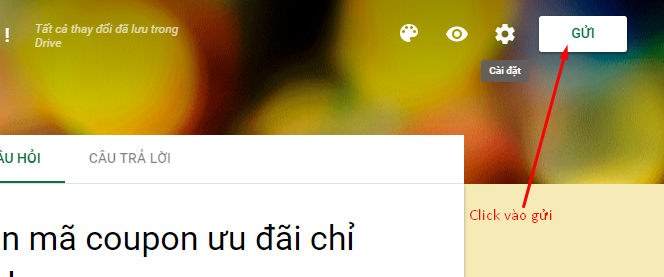 !
Tất cả thay đổi đã lưu trong
Drive
GỬI
Cài đặt
ÂU HỎI
CÂU TRẢ LỜI
Click vào gửi
n mã coupon ưu đãi chỉ